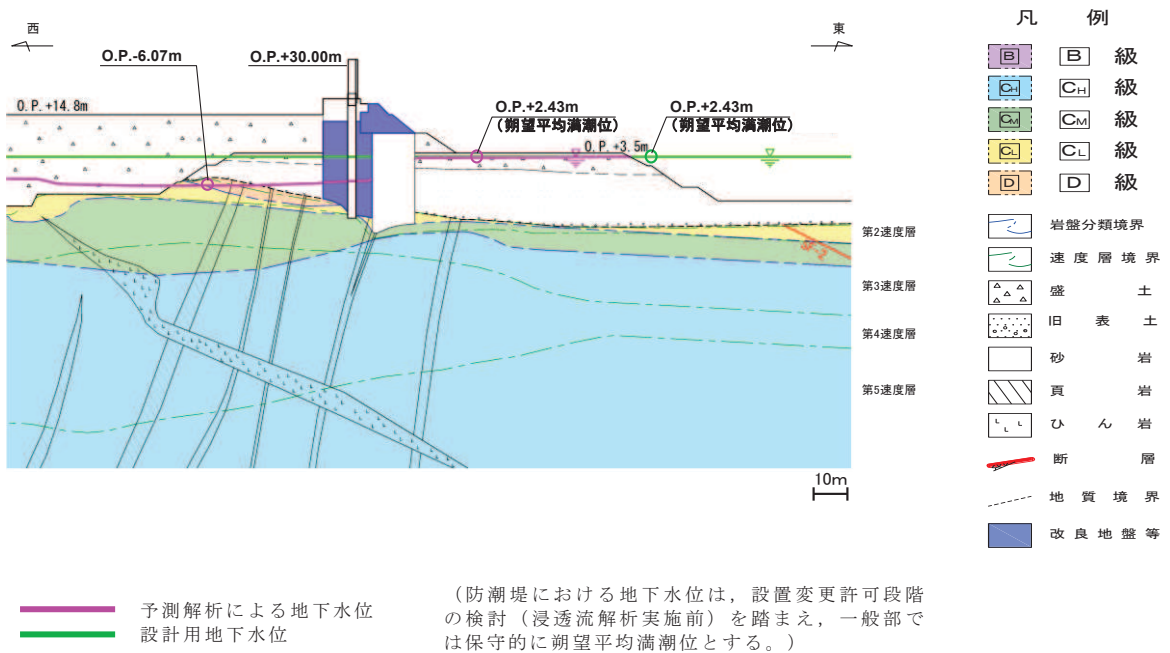 西
東
O.P.-6.07m
O.P.+30.00m
O.P.+2.43m
(朔望平均満潮位)
O.P.+2.43m
(朔望平均満潮位)
O.P.+14.8m
O.P.+3.5m
第2速度層
第3速度層
第4速度層
第5速度層
10m
凡 例
B B 級
CH CH 級
CM CM 級
CL CL 級
D D 級
岩盤分類境界
速度層境界
盛 土
旧 表 土
砂 岩
頁 岩
ひ ん 岩
断 層
地 質 境 界
改 良 地 盤 等
予測解析による地下水位
設計用地下水位
(防潮堤における地下水位は,設置変更許可段階
の検討(浸透流解析実施前)を踏まえ,一般部で
は保守的に朔望平均満潮位とする。)